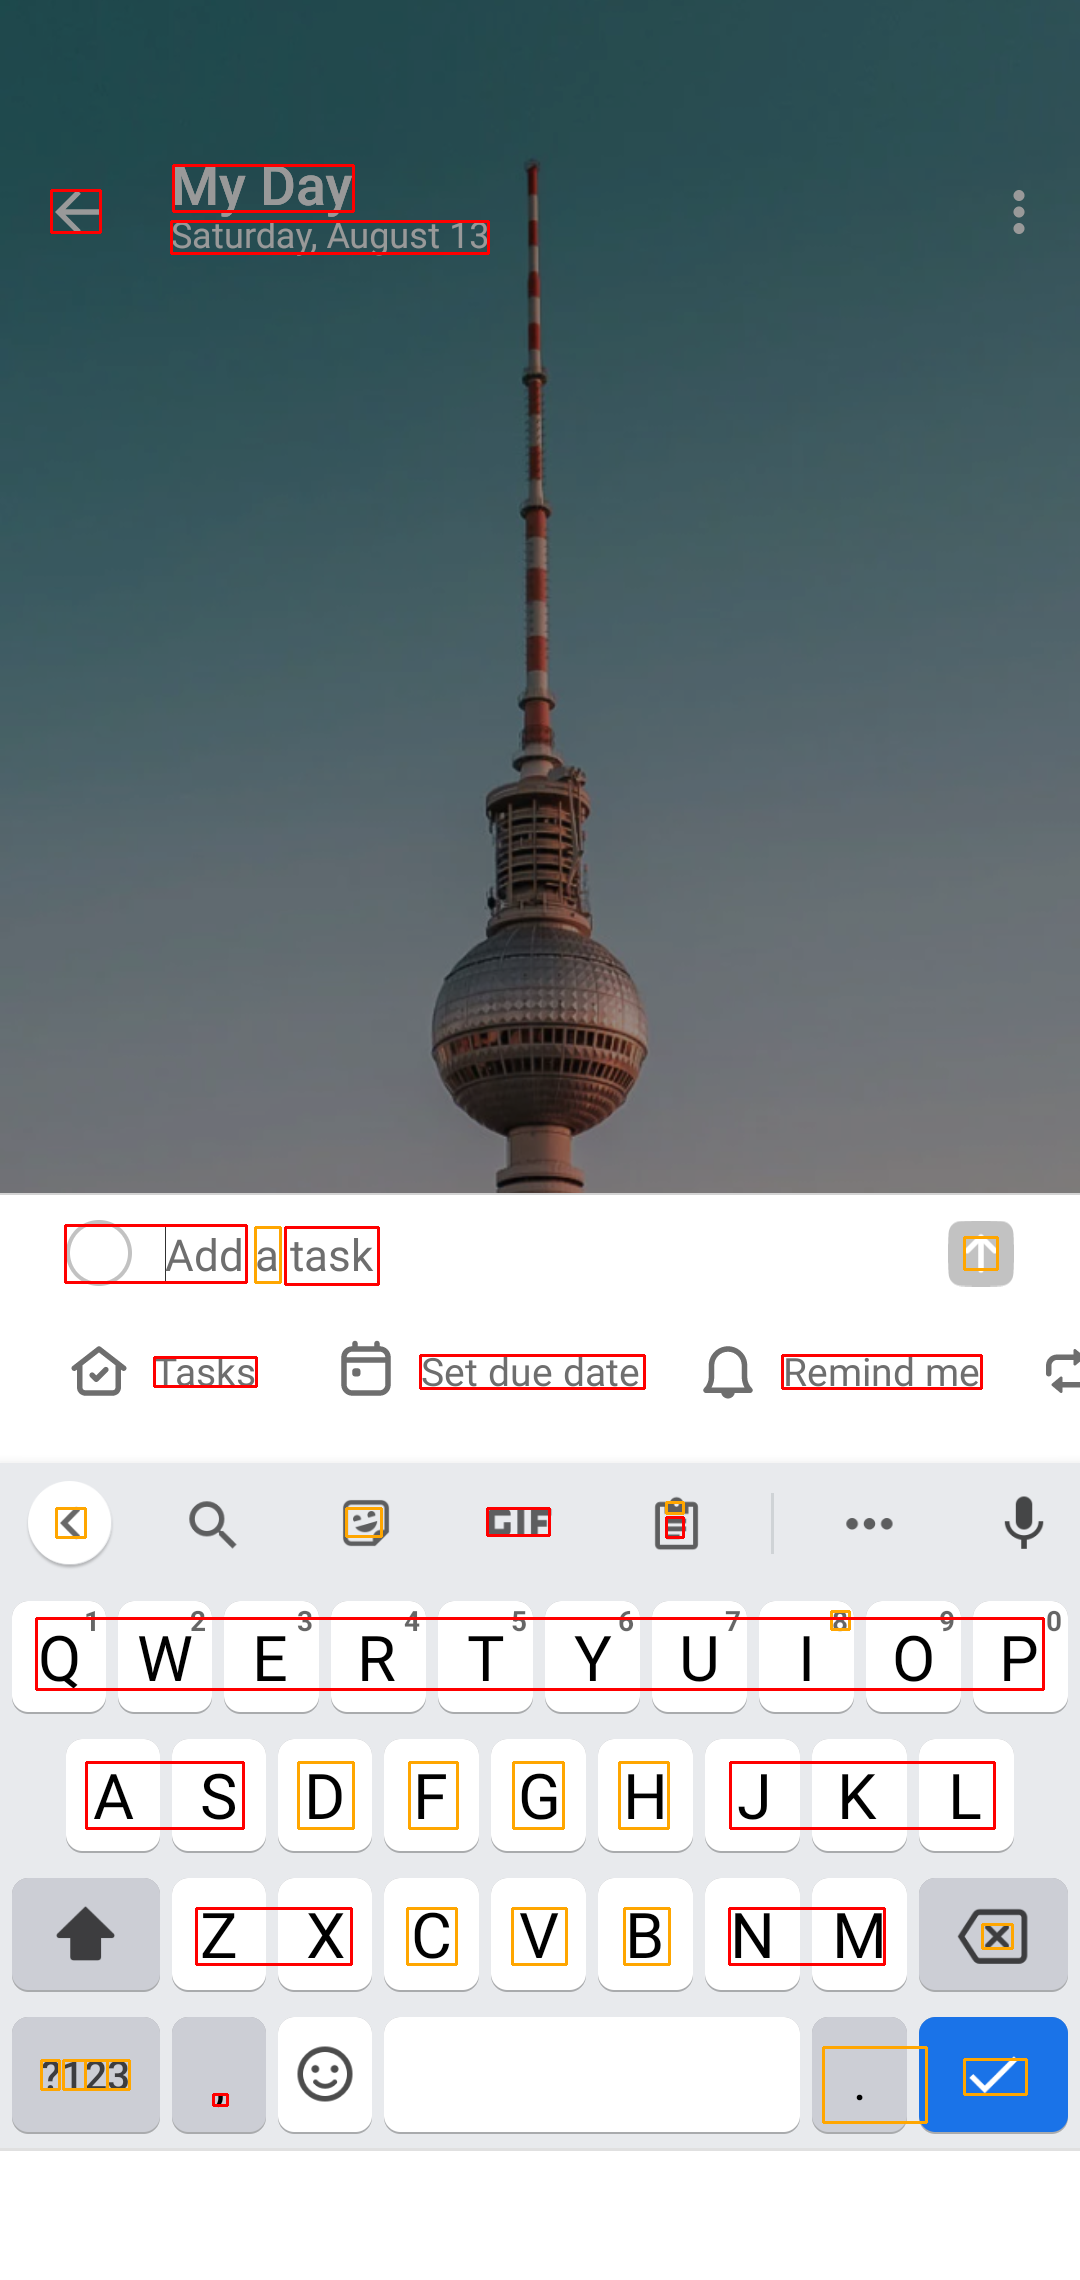 My Day
Saturday, August 13
Add a task
Tasks Set due date Remind me
GIF
1 2 3 4 5 6 7 8 9 0
Q W E R T Y U I O P
A S D F G H J K L
Z X C V B N M
?123 , .